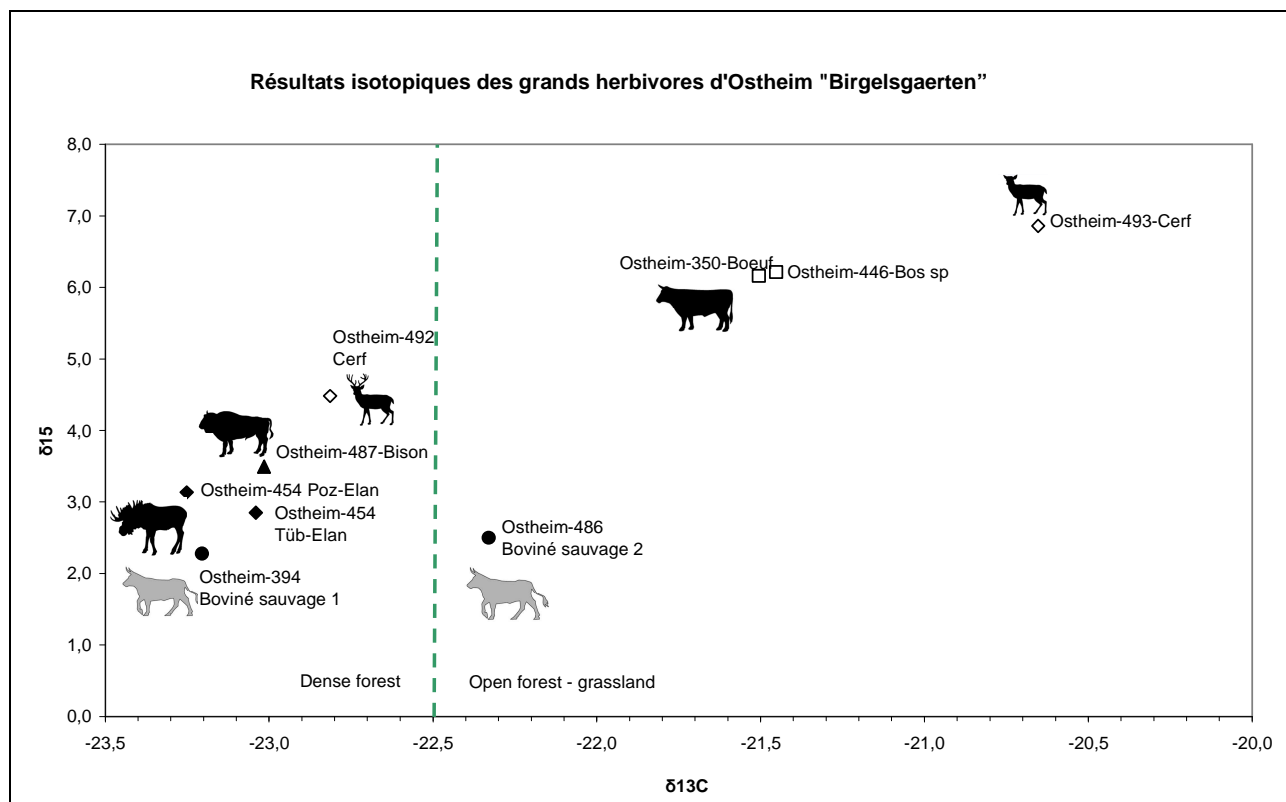 Résultats isotopiques des grands herbivores d'Ostheim "Birgelsgaerten”
8,0
7,0
6,0
5,0
4,0
3,0
2,0
1,0
0,0
δ15
Ostheim-493-Cerf
Ostheim-350-Boeuf
Ostheim-446-Bos sp
Ostheim-492
Cerf
Ostheim-487-Bison
Ostheim-454 Poz-Elan
Ostheim-454
Tüb-Elan
Ostheim-486
Boviné sauvage 2
Ostheim-394
Boviné sauvage 1
Dense forest
Open forest - grassland
-23,5
-23,0
-22,5
-22,0
-21,5
-21,0
-20,5
-20,0
δ13C